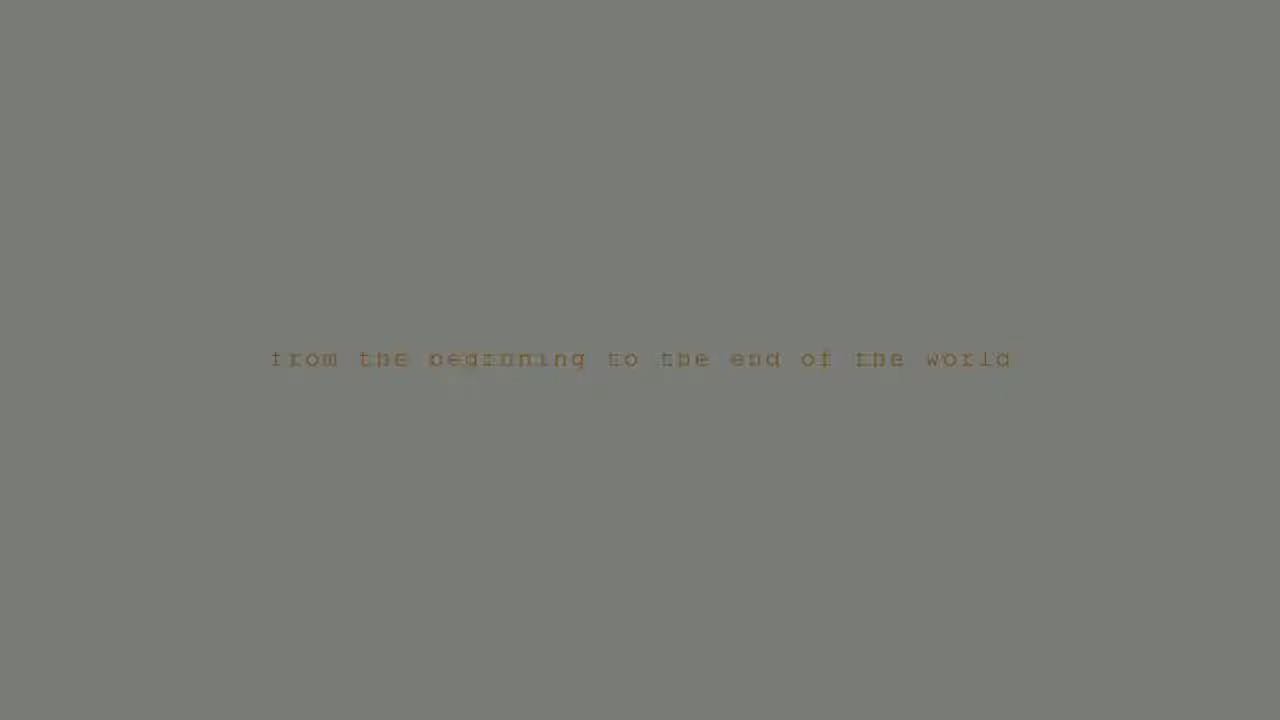 from the beginning to the end of the world